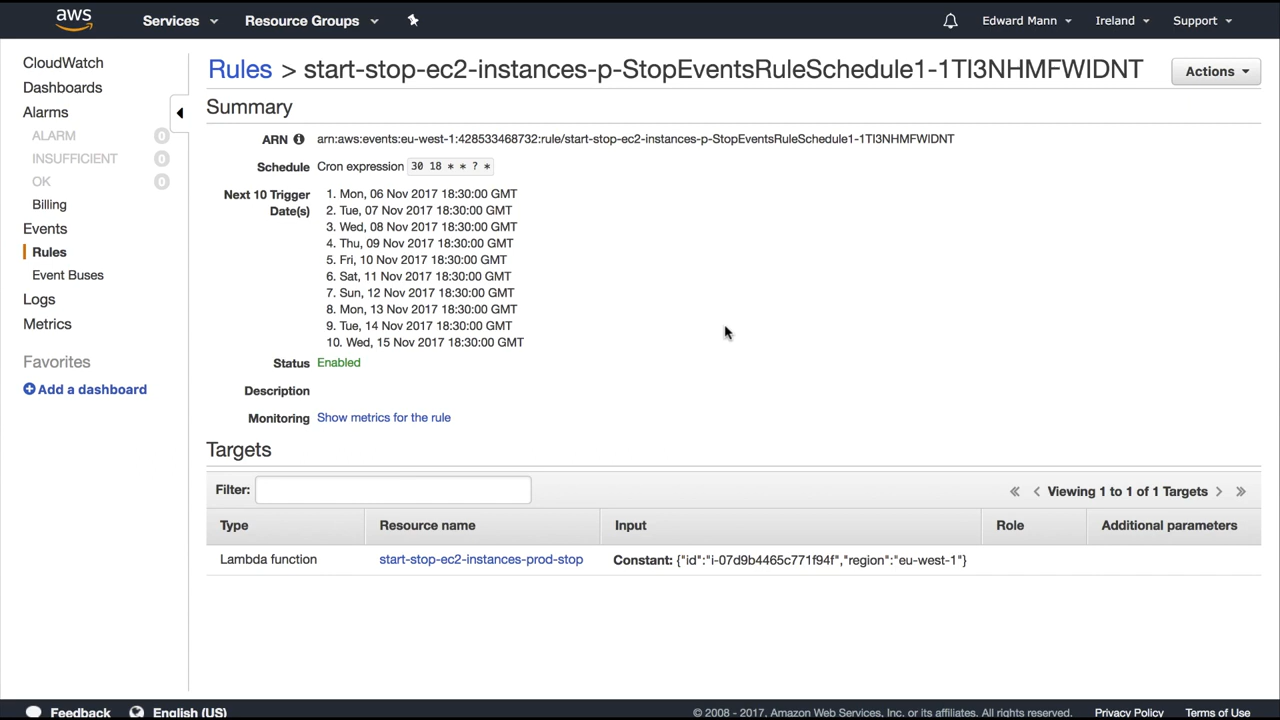 aws Services Resource Groups Edward Mann Ireland Support
CloudWatch
Dashboards
Alarms
ALARM 0
INSUFFICIENT 0
OK 0
Billing
Events
Rules
Event Buses
Logs
Metrics
Favorites
Add a dashboard
Rules > start-stop-ec2-instances-p-StopEventsRuleSchedule1-1TI3NHMFWIDNT Actions
Summary
ARN arn:aws:events:eu-west-1:428533468732:rule/start-stop-ec2-instances-p-StopEventsRuleSchedule1-1TI3NHMFWIDNT
Schedule Cron expression 30 18 * * ? *
Next 10 Trigger Date(s)
1. Mon, 06 Nov 2017 18:30:00 GMT
2. Tue, 07 Nov 2017 18:30:00 GMT
3. Wed, 08 Nov 2017 18:30:00 GMT
4. Thu, 09 Nov 2017 18:30:00 GMT
5. Fri, 10 Nov 2017 18:30:00 GMT
6. Sat, 11 Nov 2017 18:30:00 GMT
7. Sun, 12 Nov 2017 18:30:00 GMT
8. Mon, 13 Nov 2017 18:30:00 GMT
9. Tue, 14 Nov 2017 18:30:00 GMT
10. Wed, 15 Nov 2017 18:30:00 GMT
Status Enabled
Description
Monitoring Show metrics for the rule
Targets
Filter: « ‹ Viewing 1 to 1 of 1 Targets › »
Type Resource name Input Role Additional parameters
Lambda function start-stop-ec2-instances-prod-stop Constant: {"id":"i-07d9b4465c771f94f","region":"eu-west-1"}
Feedback English (US) © 2008 - 2017, Amazon Web Services, Inc. or its affiliates. All rights reserved. Privacy Policy Terms of Use